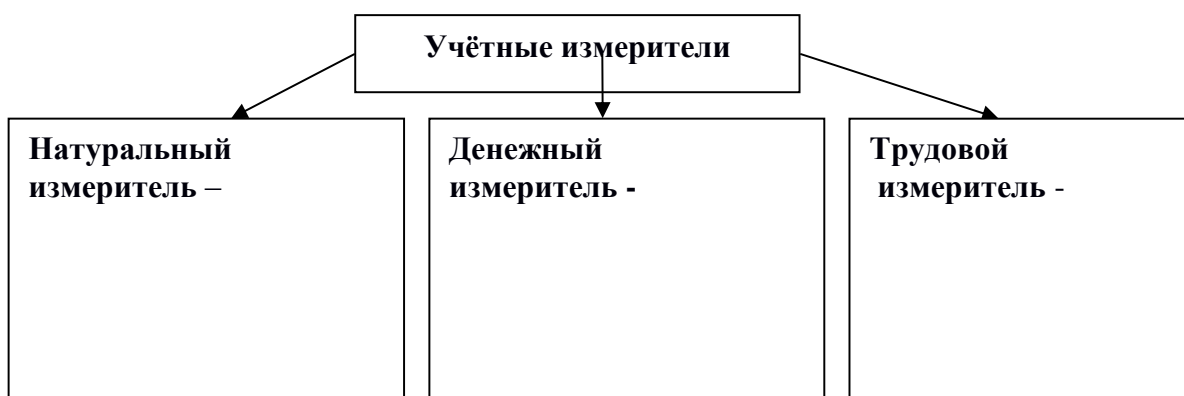 Учётные измерители
Натуральный
измеритель –
Денежный
измеритель -
Трудовой
измеритель -